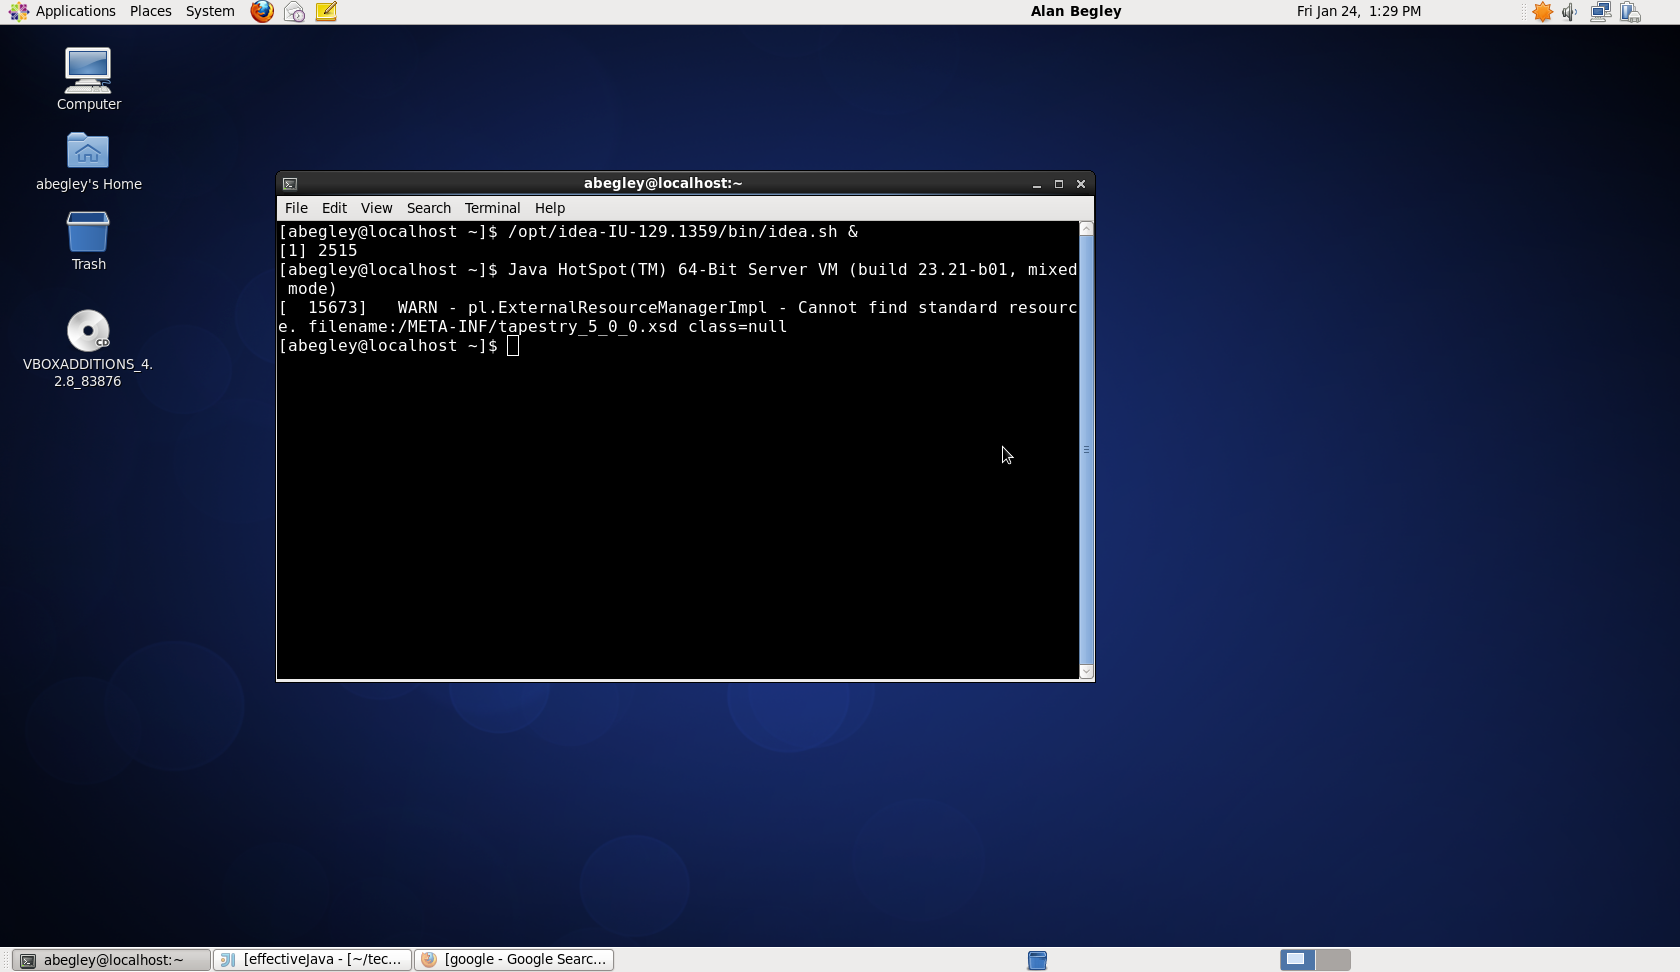 Applications Places System Alan Begley Fri Jan 24, 1:29 PM
Computer
abegley's Home
Trash
CD
VBOXADDITIONS_4.
2.8_83876
abegley@localhost:~
File Edit View Search Terminal Help
[abegley@localhost ~]$ /opt/idea-IU-129.1359/bin/idea.sh &
[1] 2515
[abegley@localhost ~]$ Java HotSpot(TM) 64-Bit Server VM (build 23.21-b01, mixed
 mode)
[  15673]   WARN - pl.ExternalResourceManagerImpl - Cannot find standard resourc
e. filename:/META-INF/tapestry_5_0_0.xsd class=null
[abegley@localhost ~]$
abegley@localhost:~ [effectiveJava - [~/tec... [google - Google Searc...